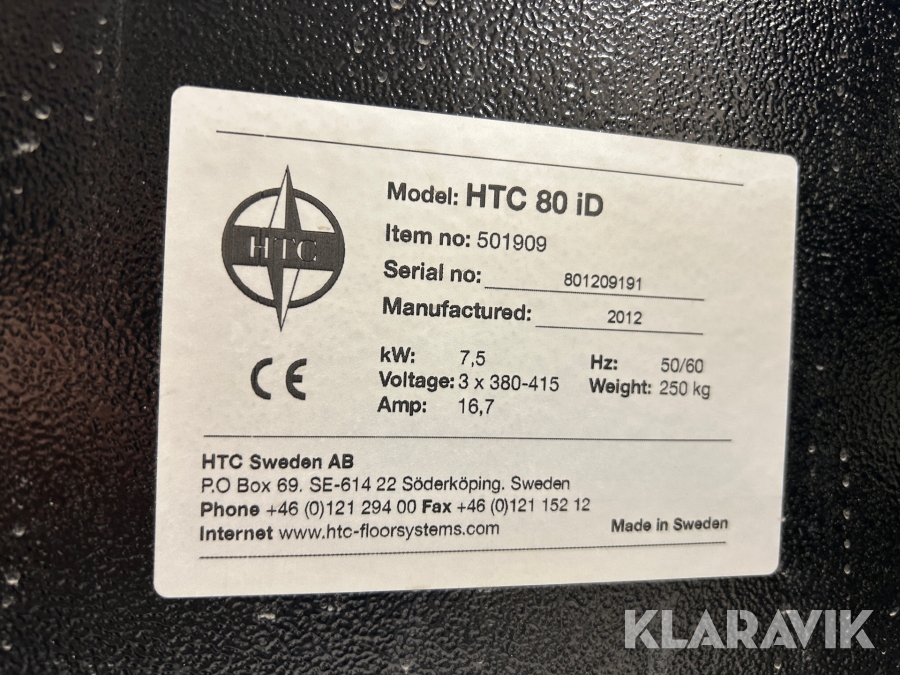 HTC
Model: HTC 80 iD
Item no: 501909
Serial no: 801209191
Manufactured: 2012
kW: 7,5 Hz: 50/60
Voltage: 3 x 380-415 Weight: 250 kg
Amp: 16,7
CE
HTC Sweden AB
P.O Box 69. SE-614 22 Söderköping. Sweden
Phone +46 (0)121 294 00 Fax +46 (0)121 152 12
Internet www.htc-floorsystems.com Made in Sweden
KLARAVIK